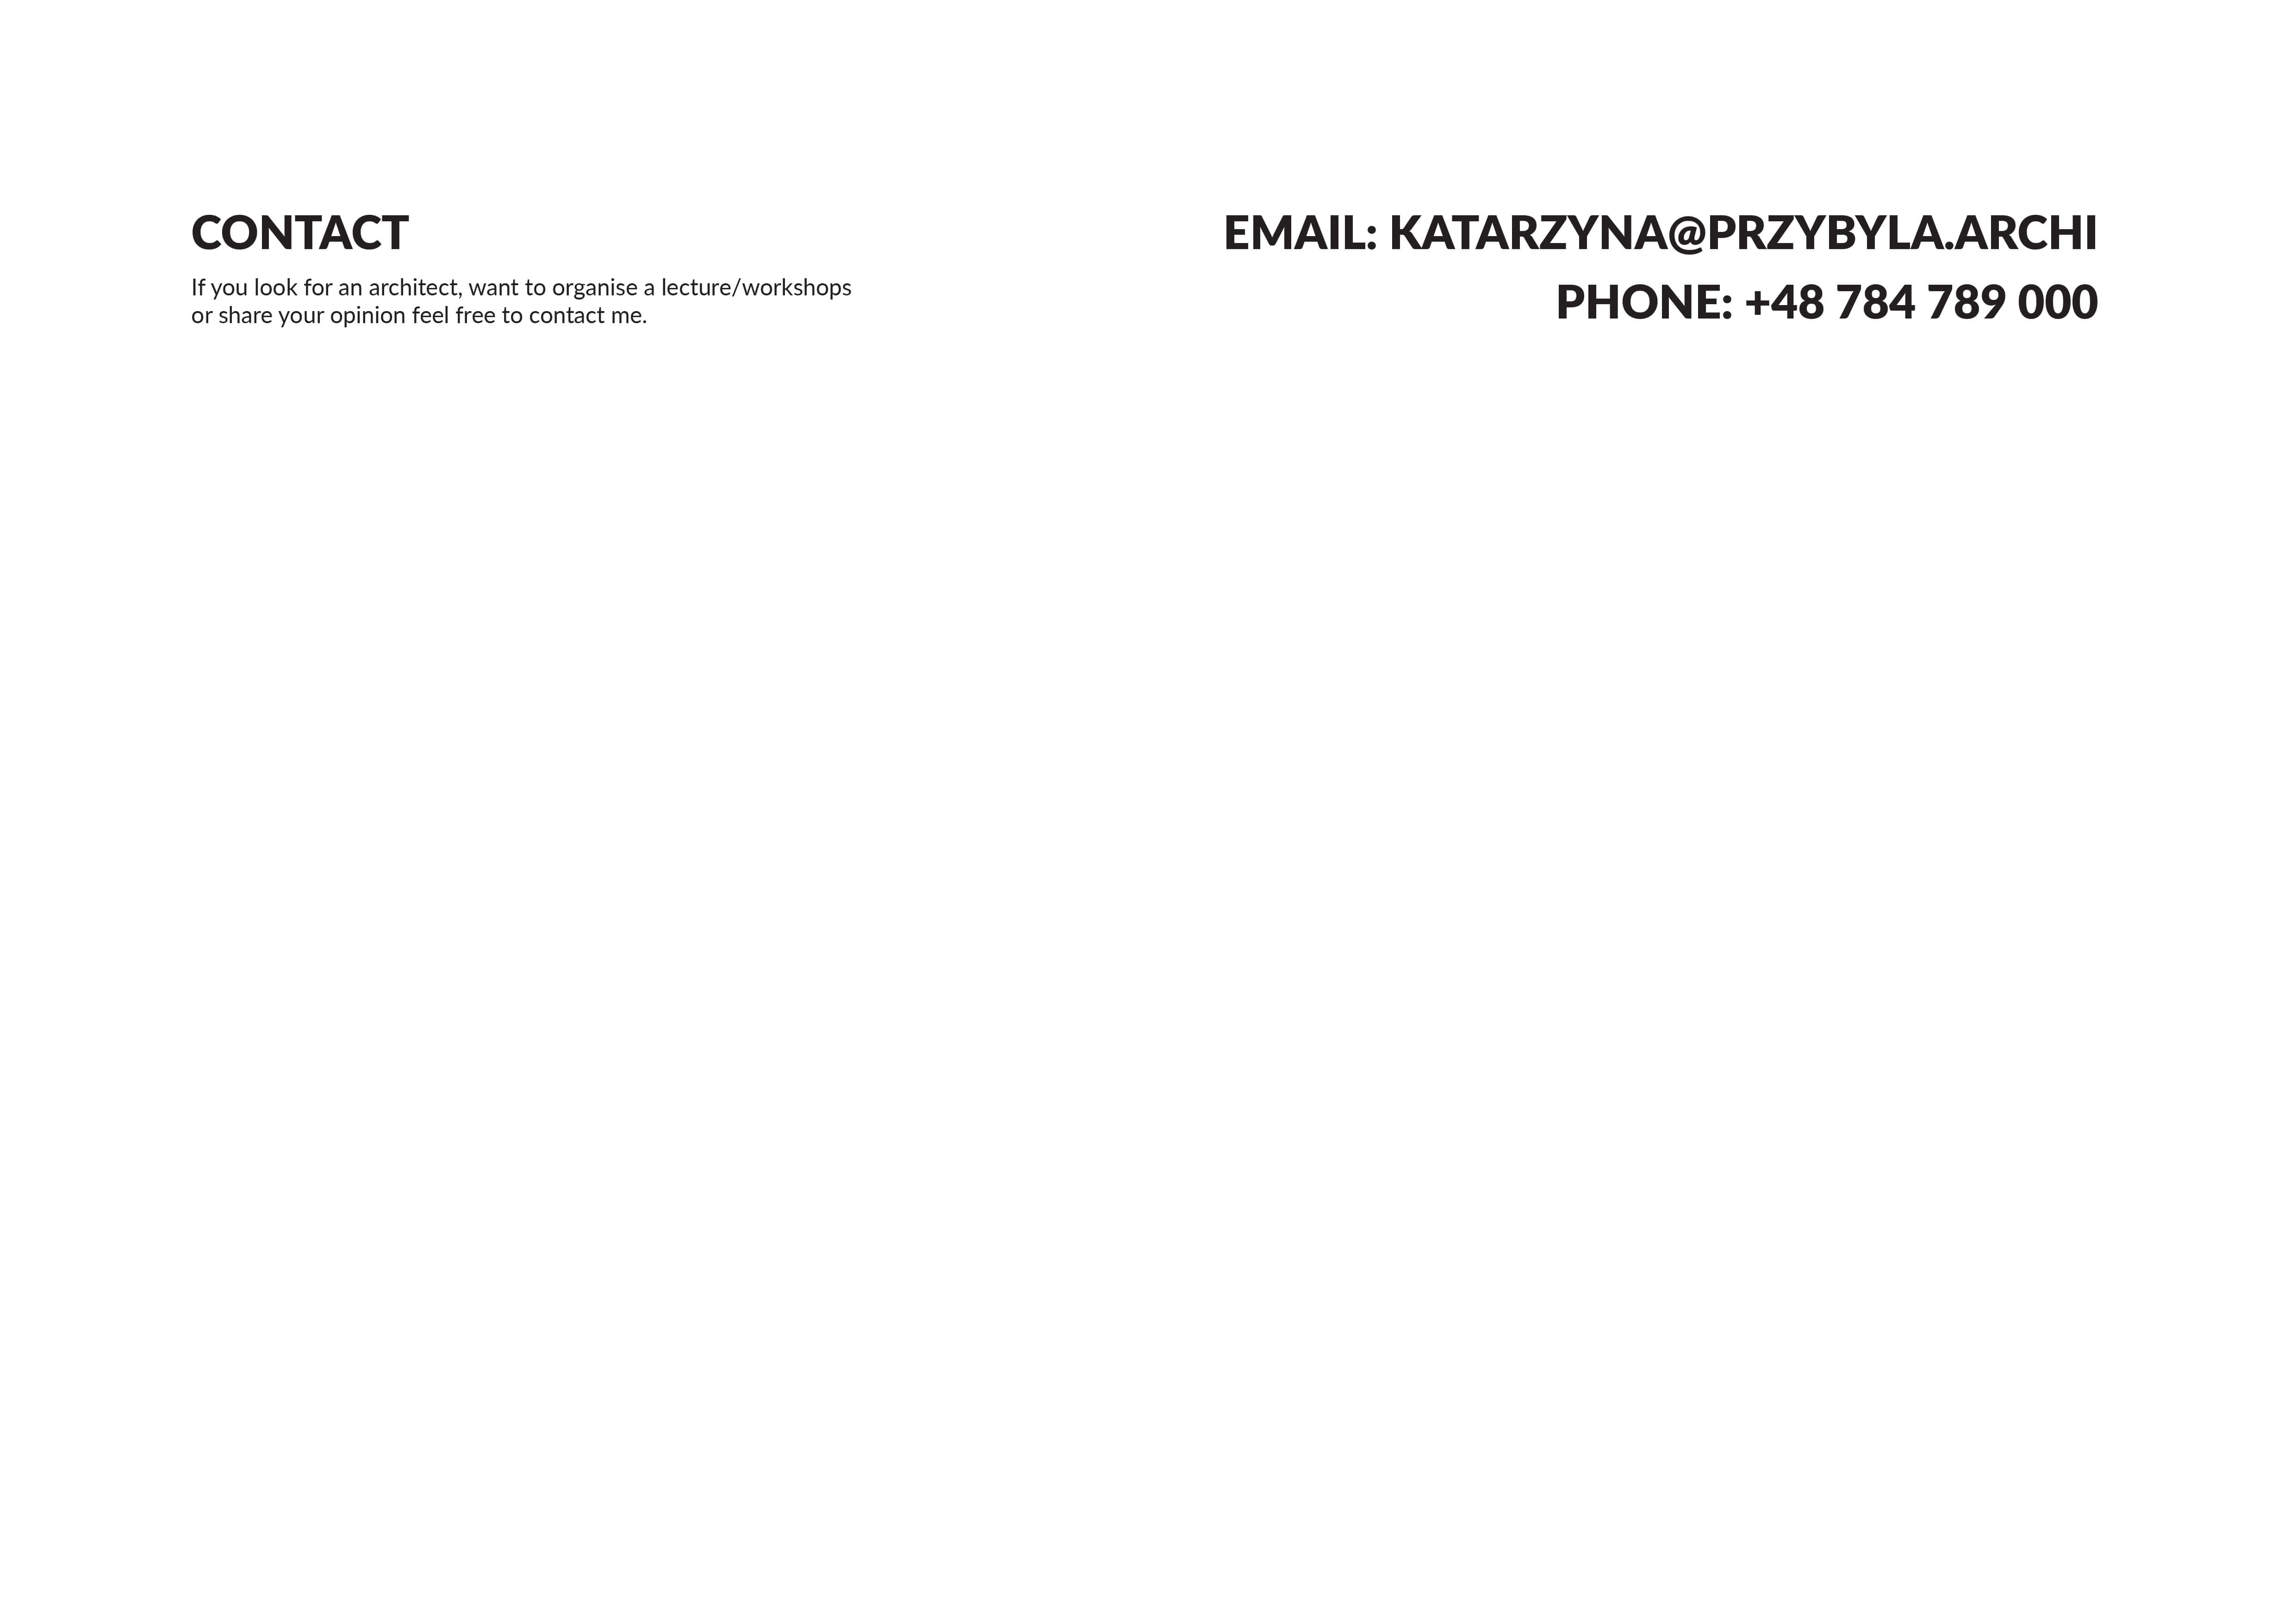 CONTACT
If you look for an architect, want to organise a lecture/workshops
or share your opinion feel free to contact me.
EMAIL: KATARZYNA@PRZYBYLA.ARCHI
PHONE: +48 784 789 000